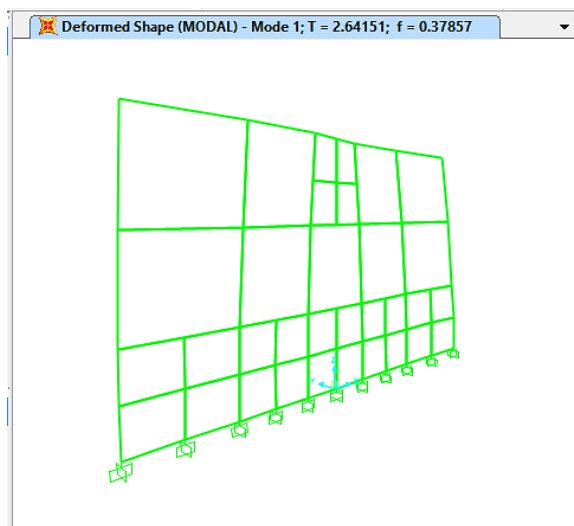 Deformed Shape (MODAL) - Mode 1; T = 2.64151; f = 0.37857
Z
Y